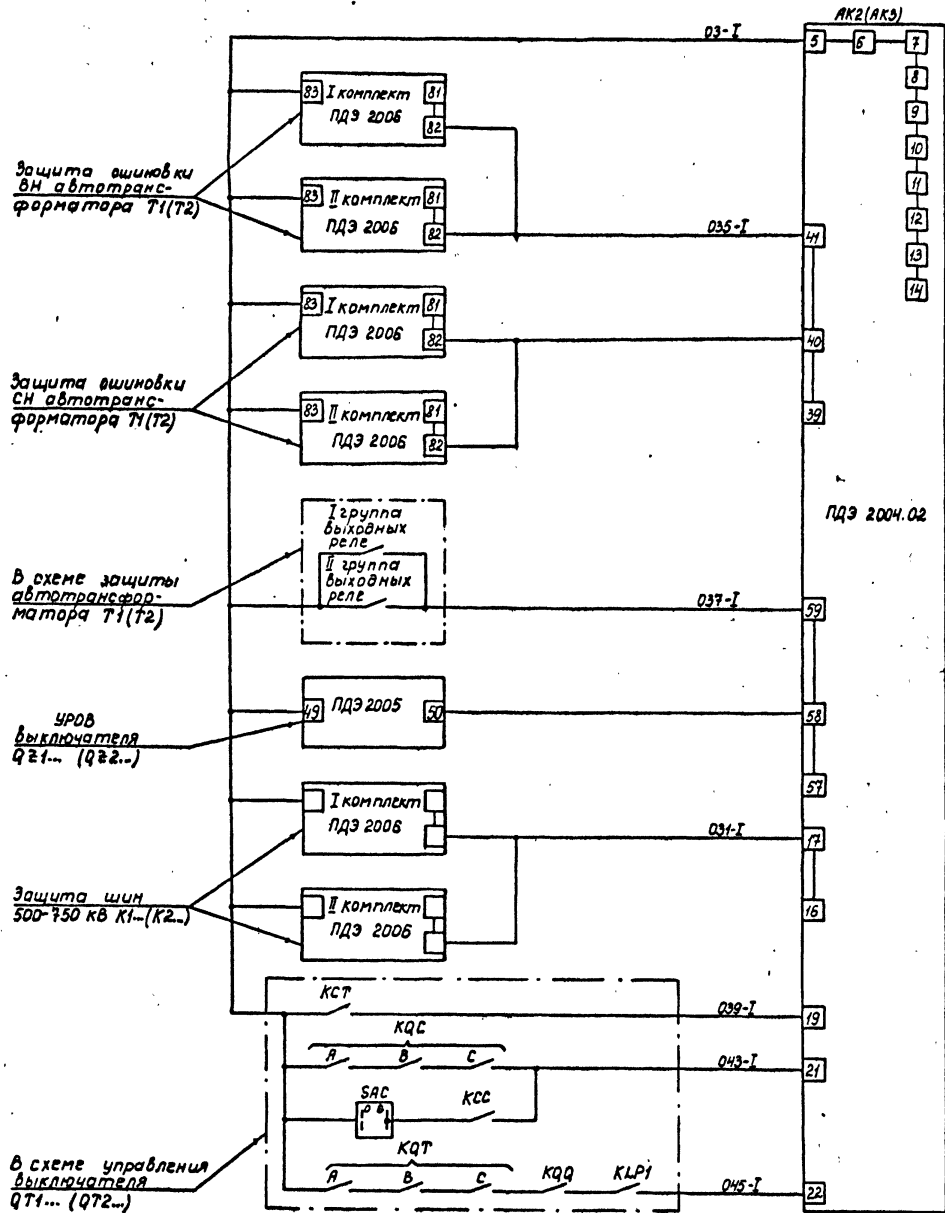 АК2(АК3)
03-I
5
6
7
8
9
10
11
12
13
14
83
I комплект
81
ПДЭ 2006
82
Защита ошиновки
ВН автотранс-
форматора Т1(Т2)
83
II комплект
81
ПДЭ 2006
82
035-I
41
83
I комплект
81
ПДЭ 2006
82
40
Защита ошиновки
СН автотранс-
форматора Т1(Т2)
83
II комплект
81
ПДЭ 2006
82
39
ПДЭ 2004.02
I группа
выходных
реле
II группа
выходных
реле
В схеме защиты
автотрансфор-
матора Т1(Т2)
037-I
59
49
ПДЭ 2005
50
58
УРОВ
выключателя
QZ1... (QZ2...)
57
I комплект
ПДЭ 2006
031-I
17
Защита шин
500-750 кВ К1...(К2...)
II комплект
ПДЭ 2006
16
KCT
039-I
19
KQC
A
B
C
043-I
21
SAC
KCC
KQT
A
B
C
KQQ
KLP1
045-I
22
В схеме управления
выключателя
QT1... (QT2...)